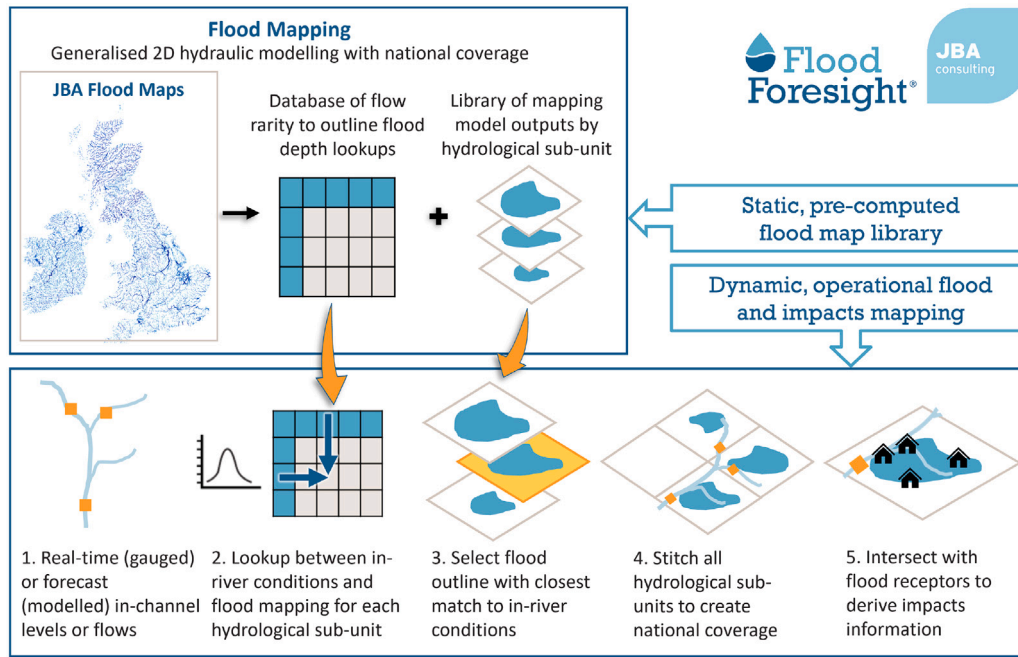 Flood Mapping
Generalised 2D hydraulic modelling with national coverage
JBA Flood Maps
Database of flow
rarity to outline flood
depth lookups
Library of mapping
model outputs by
hydrological sub-unit
Flood
Foresight®
JBA
consulting
Static, pre-computed
flood map library
Dynamic, operational flood
and impacts mapping
1. Real-time (gauged)
or forecast
(modelled) in-channel
levels or flows
2. Lookup between in-
river conditions and
flood mapping for each
hydrological sub-unit
3. Select flood
outline with closest
match to in-river
conditions
4. Stitch all
hydrological sub-
units to create
national coverage
5. Intersect with
flood receptors to
derive impacts
information